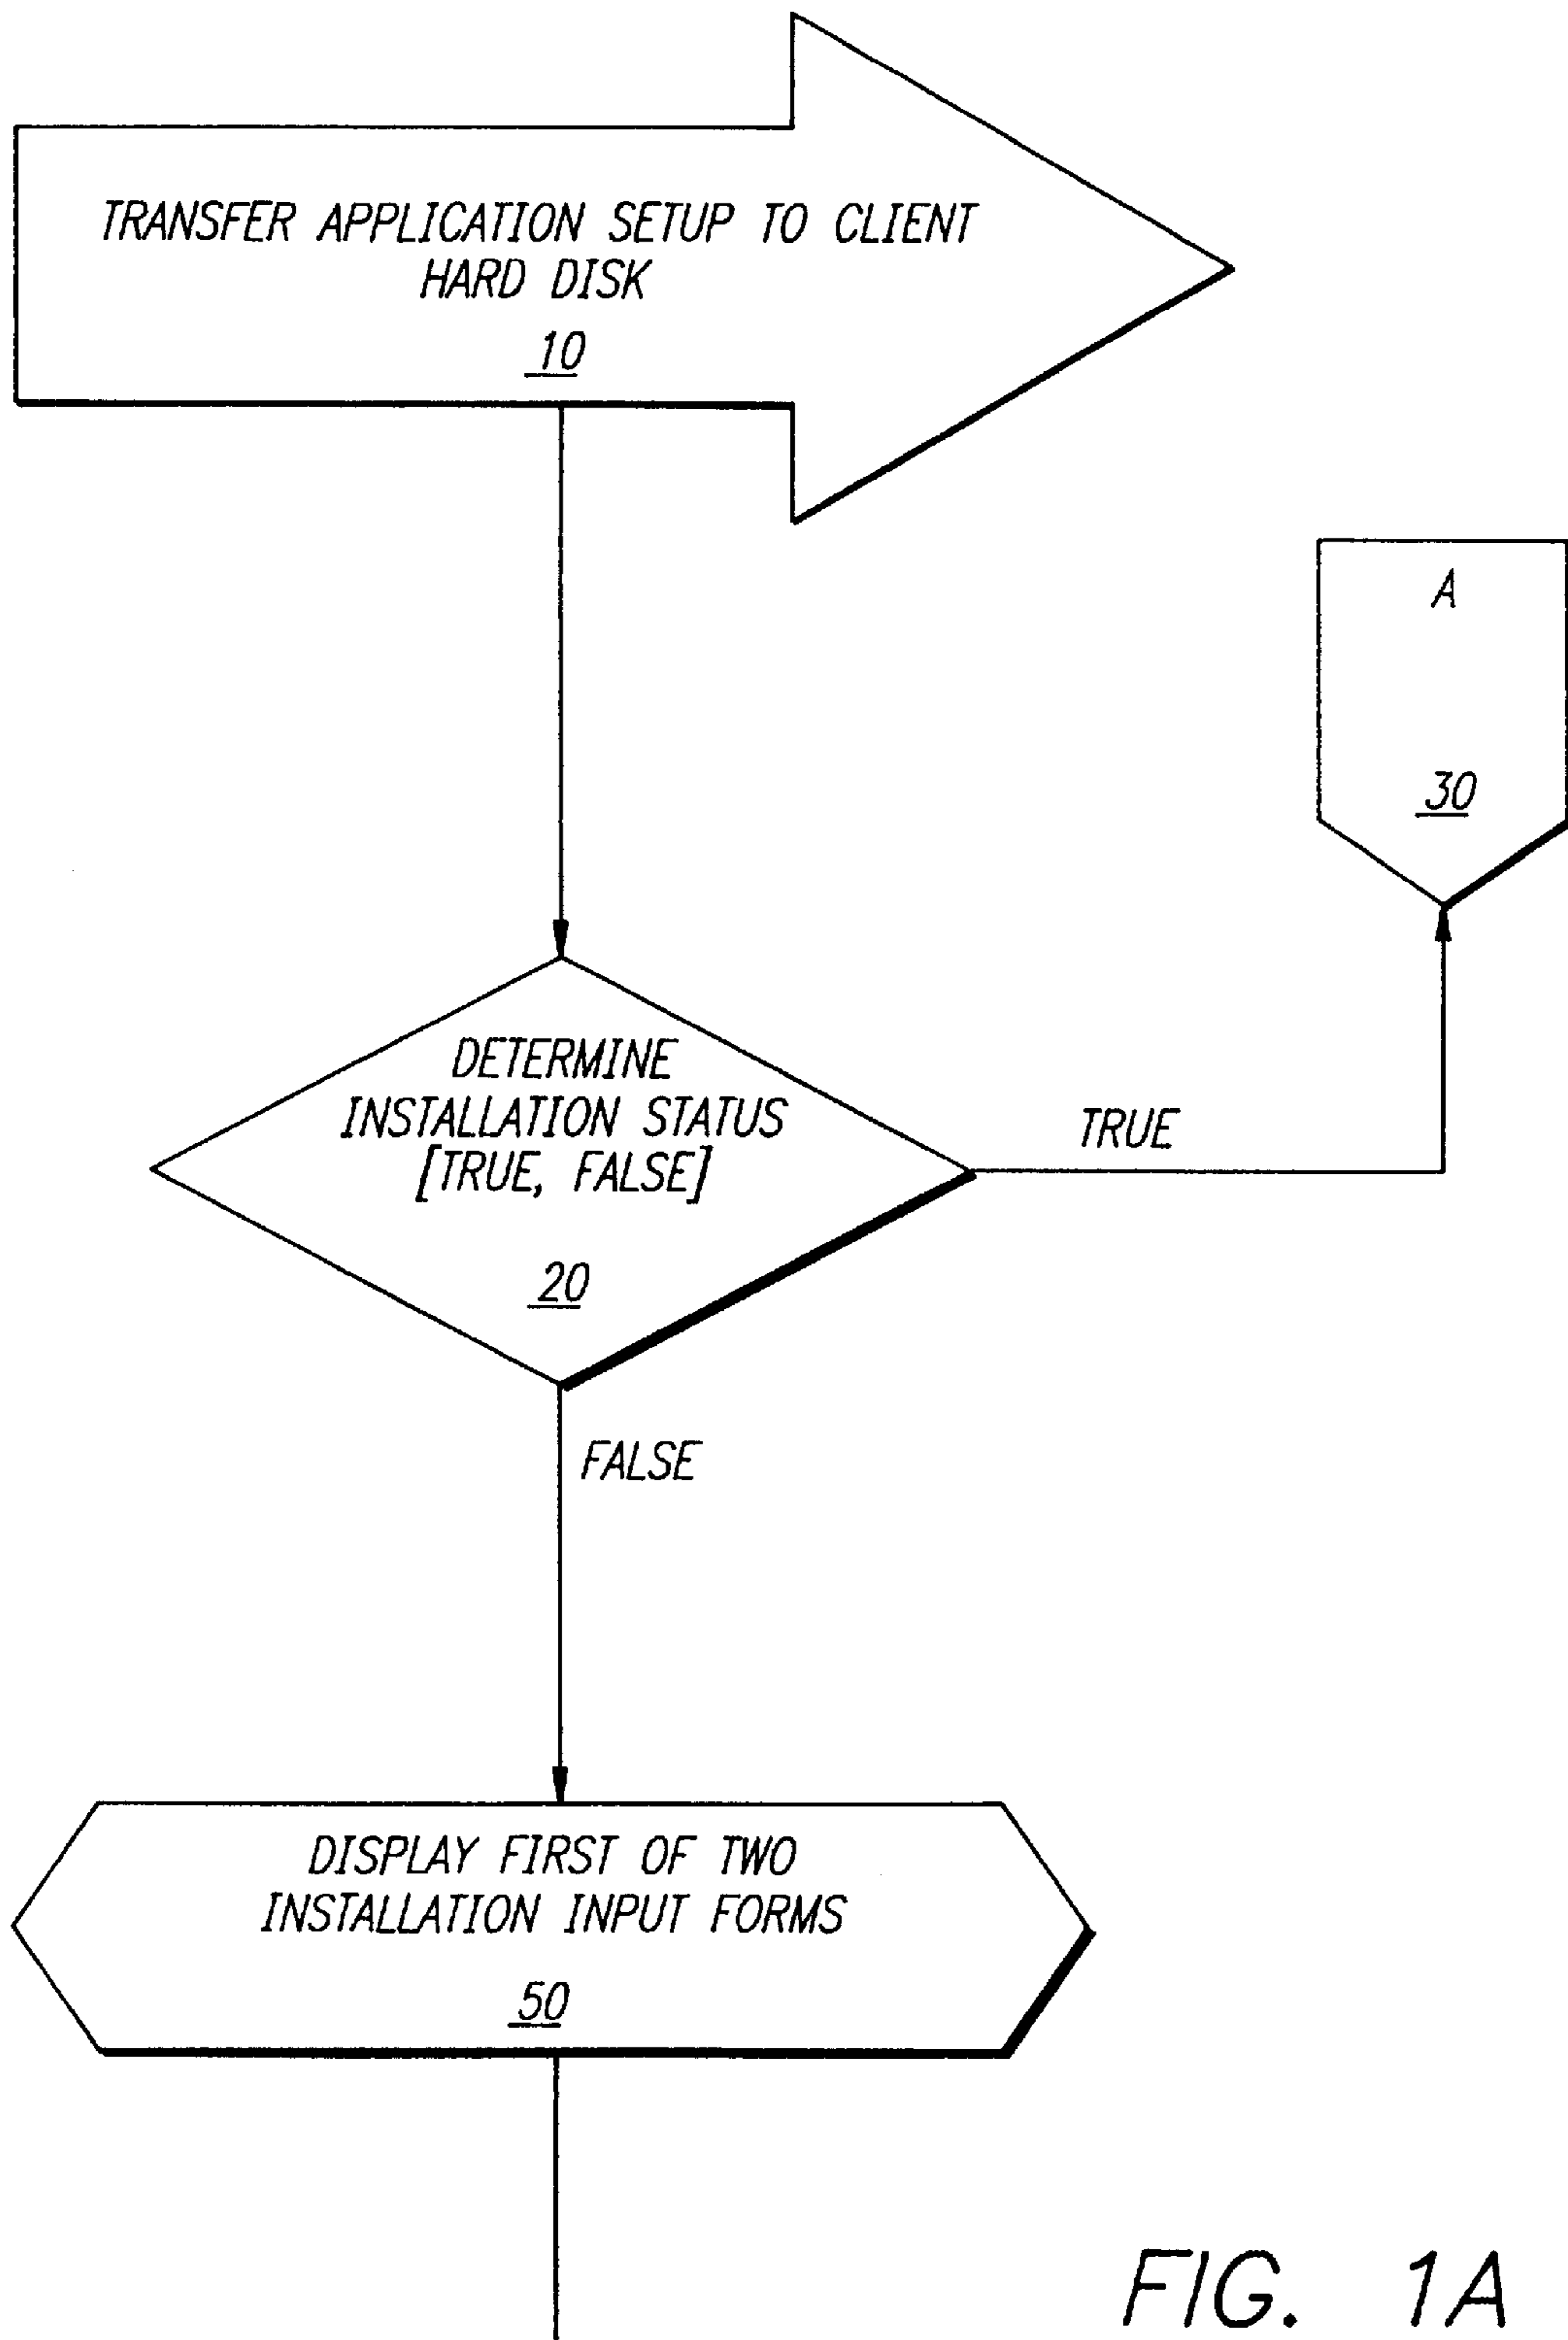 TRANSFER APPLICATION SETUP TO CLIENT
HARD DISK
10
A
30
DETERMINE
INSTALLATION STATUS
[TRUE, FALSE]
20
TRUE
FALSE
DISPLAY FIRST OF TWO
INSTALLATION INPUT FORMS
50
FIG. 1A